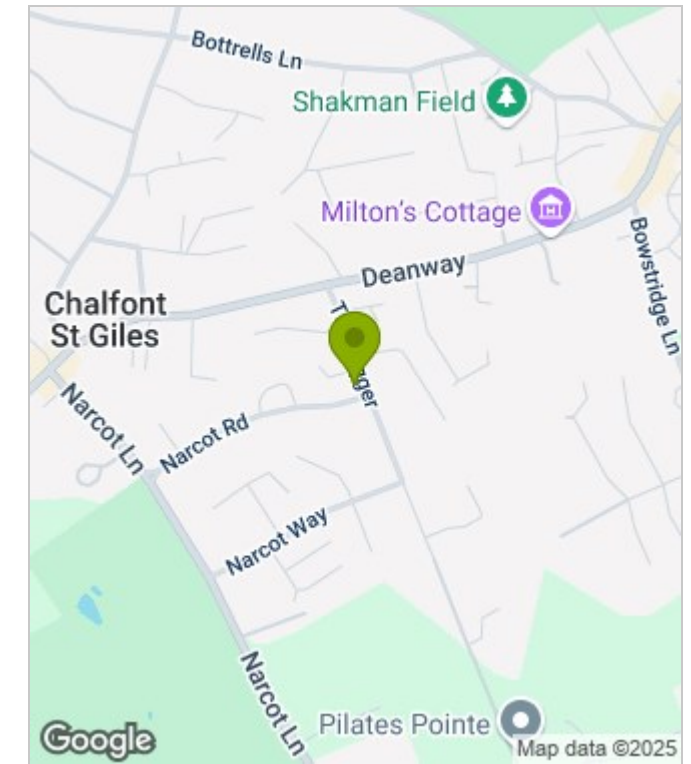 Bottrells Ln
Shakman Field
Milton's Cottage
Bowstridge Ln
Deanway
Chalfont
St Giles
Narcot Ln
Narcot Rd
Narcot Way
Narcot Ln
Pilates Pointe
Google
Map data ©2025